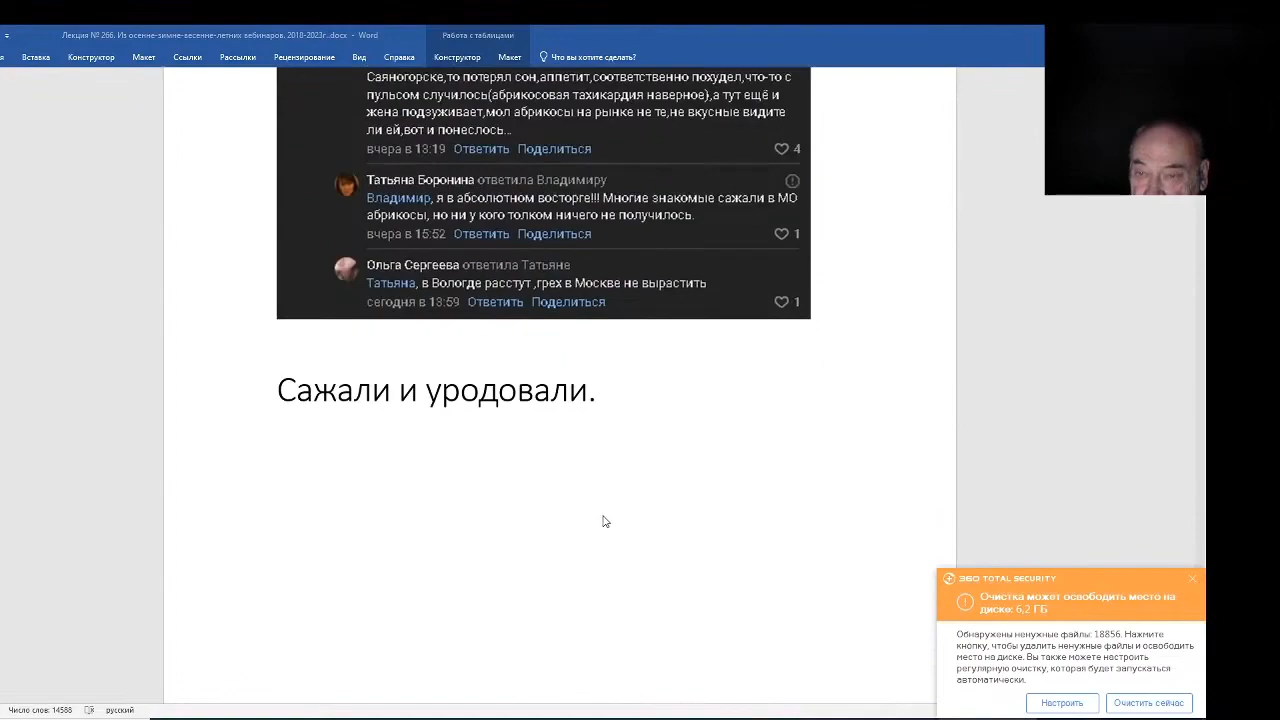 Лекция № 266. Из осенне-зимне-весенне-летних вебинаров. 2018-2023г..docx - Word
Работа с таблицами
Вставка Конструктор Макет Ссылки Рассылки Рецензирование Вид Справка Конструктор Макет Что вы хотите сделать?
Саяногорске,то потерял сон,аппетит,соответственно похудел,что-то с
пульсом случилось(абрикосовая тахикардия наверное),а тут ещё и
жена подзуживает,мол абрикосы на рынке не те,не вкусные видите
ли ей,вот и понеслось...
вчера в 13:19 Ответить Поделиться 4
Татьяна Боронина ответила Владимиру
Владимир, я в абсолютном восторге!!! Многие знакомые сажали в МО
абрикосы, но ни у кого толком ничего не получилось.
вчера в 15:52 Ответить Поделиться 1
Ольга Сергеева ответила Татьяне
Татьяна, в Вологде растут ,грех в Москве не вырастить
сегодня в 13:59 Ответить Поделиться 1
Сажали и уродовали.
360 TOTAL SECURITY
Очистка может освободить место на
диске: 6,2 ГБ
Обнаружены ненужные файлы: 18856. Нажмите
кнопку, чтобы удалить ненужные файлы и освободить
место на диске. Вы также можете настроить
регулярную очистку, которая будет запускаться
автоматически.
Настроить Очистить сейчас
Число слов: 14588 русский